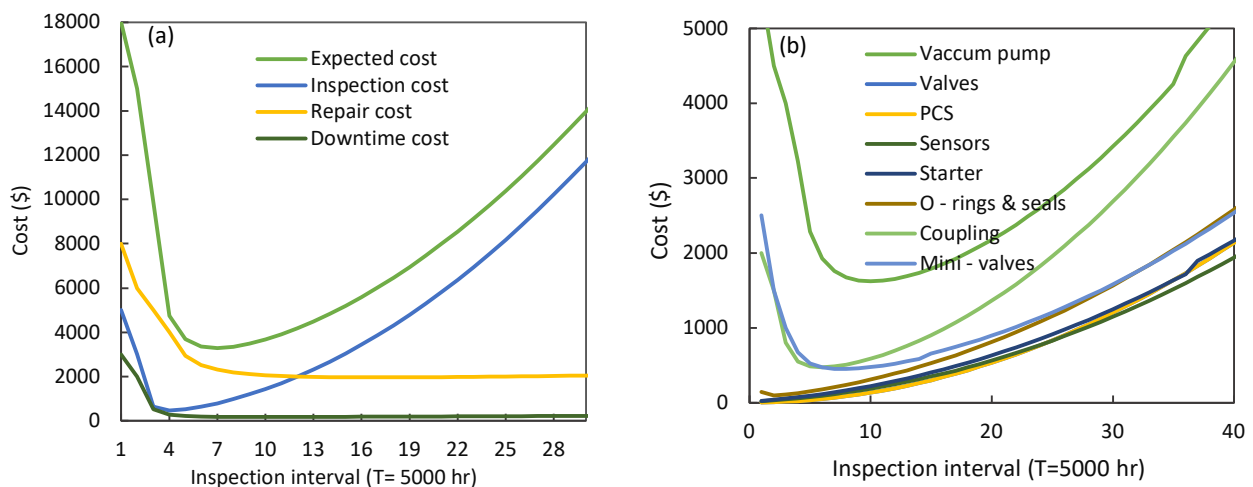 (a)
Expected cost
Inspection cost
Repair cost
Downtime cost
Cost ($)
18000
16000
14000
12000
10000
8000
6000
4000
2000
0
1 4 7 10 13 16 19 22 25 28
Inspection interval (T= 5000 hr)
(b)
Vaccum pump
Valves
PCS
Sensors
Starter
O - rings & seals
Coupling
Mini - valves
Cost ($)
5000
4000
3000
2000
1000
0
0 10 20 30 40
Inspection interval (T=5000 hr)